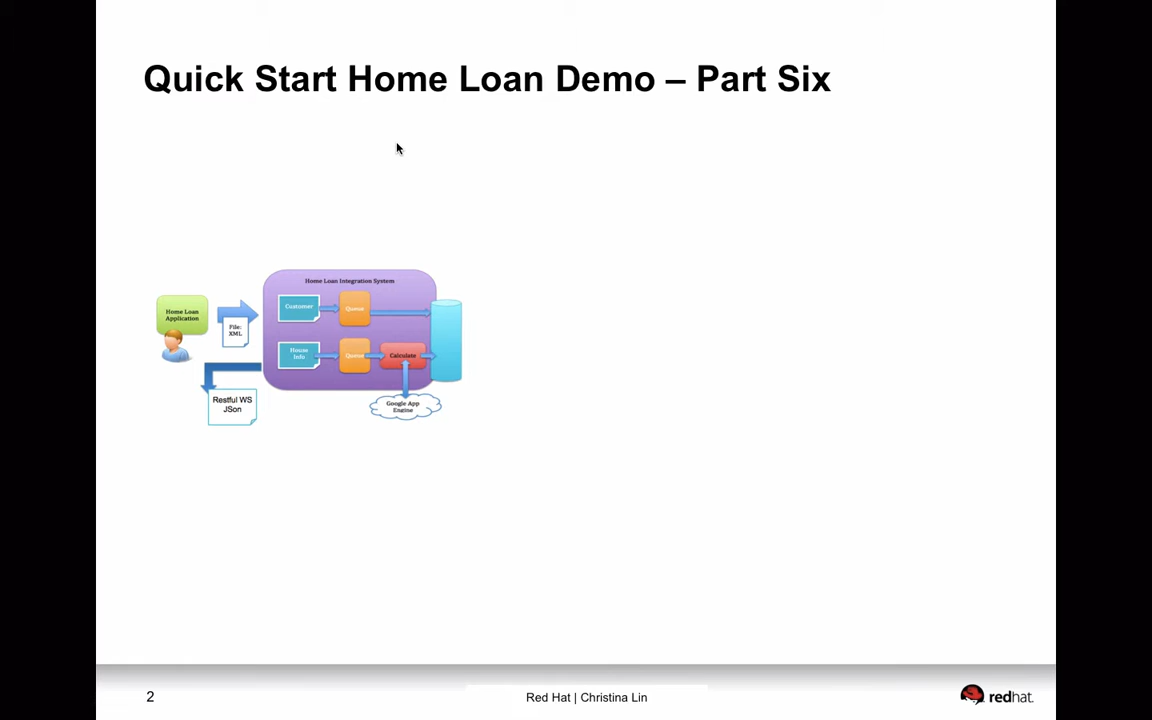 Quick Start Home Loan Demo – Part Six
Home Loan Integration System
Home Loan
Application
File:
XML
Customer
Queue
House
Info
Queue
Calculate
Restful WS
JSon
Google App
Engine
2
Red Hat | Christina Lin
redhat.